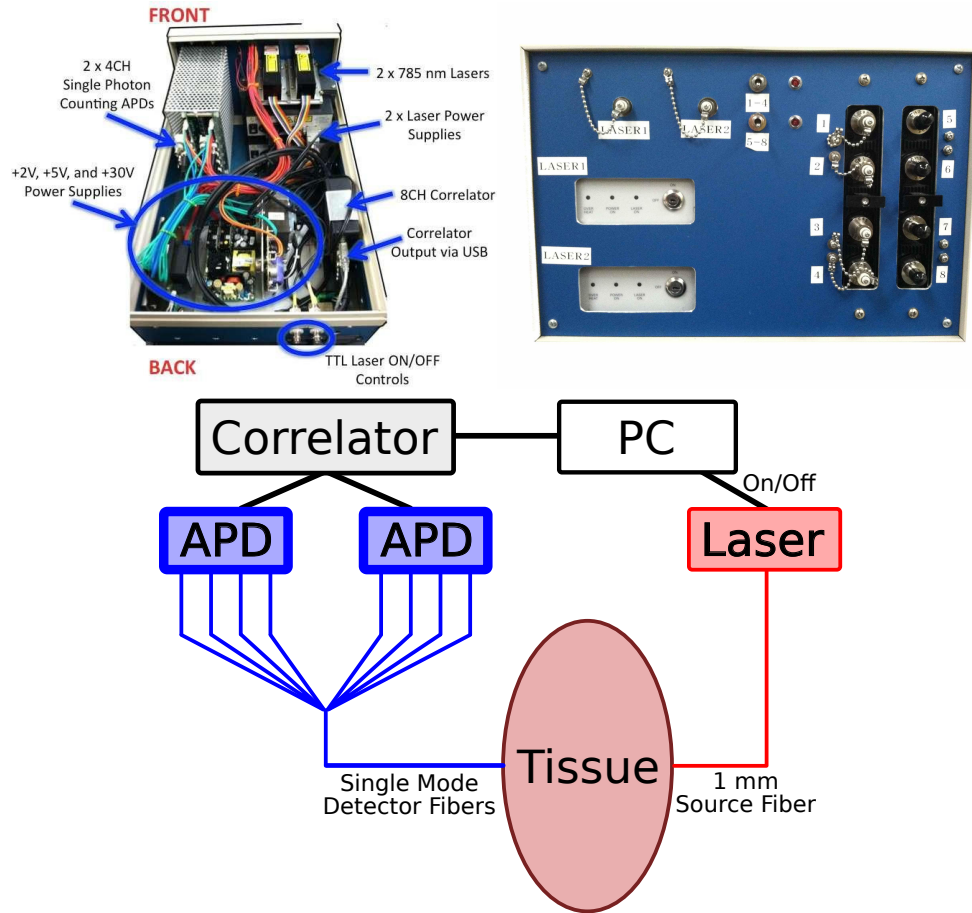 FRONT
2 x 4CH
Single Photon
Counting APDs
+2V, +5V, and +30V
Power Supplies
2 x 785 nm Lasers
2 x Laser Power
Supplies
8CH Correlator
Correlator
Output via USB
BACK
TTL Laser ON/OFF
Controls
LASER1
LASER2
1-4
5-8
LASER1
OFF
LASER2
OFF
1
2
3
4
5
6
7
8
Correlator
PC
On/Off
APD
APD
Laser
Tissue
Single Mode
Detector Fibers
1 mm
Source Fiber